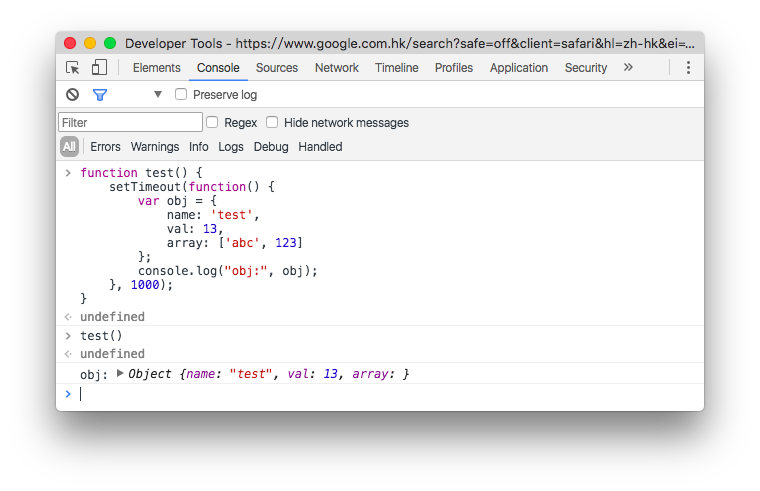 Developer Tools - https://www.google.com.hk/search?safe=off&client=safari&hl=zh-hk&ei=...
Elements Console Sources Network Timeline Profiles Application Security »
Preserve log
Filter Regex Hide network messages
All Errors Warnings Info Logs Debug Handled
> function test() {
setTimeout(function() {
var obj = {
name: 'test',
val: 13,
array: ['abc', 123]
};
console.log("obj:", obj);
}, 1000);
}
undefined
> test()
undefined
obj: ▶Object {name: "test", val: 13, array: }
>